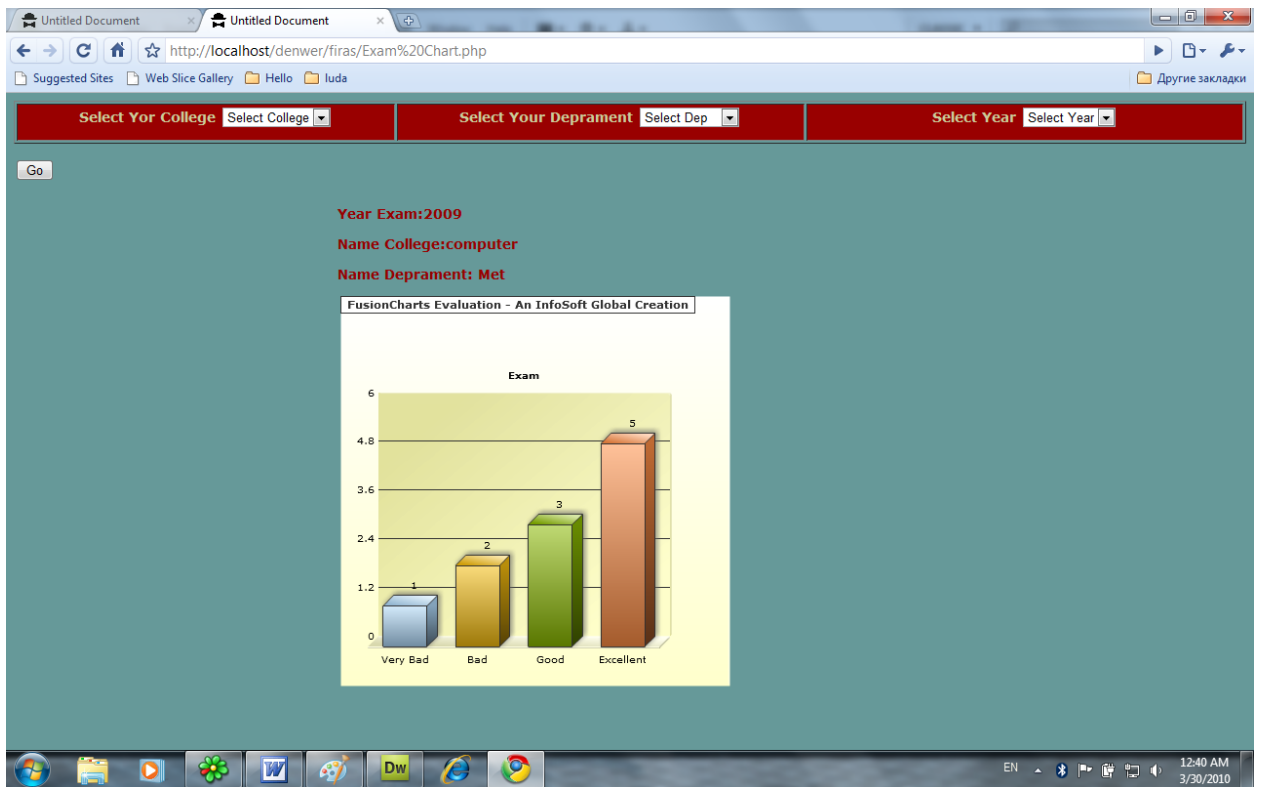 Untitled Document
Untitled Document
http://localhost/denwer/firas/Exam%20Chart.php
Suggested Sites Web Slice Gallery Hello luda Другие закладки
Select Yor College Select College Select Your Deprament Select Dep Select Year Select Year
Go
Year Exam:2009
Name College:computer
Name Deprament: Met
FusionCharts Evaluation - An InfoSoft Global Creation
Exam
6
5
4.8
3.6
3
2.4
2
1.2
1
0
Very Bad Bad Good Excellent
Dw
EN
12:40 AM
3/30/2010